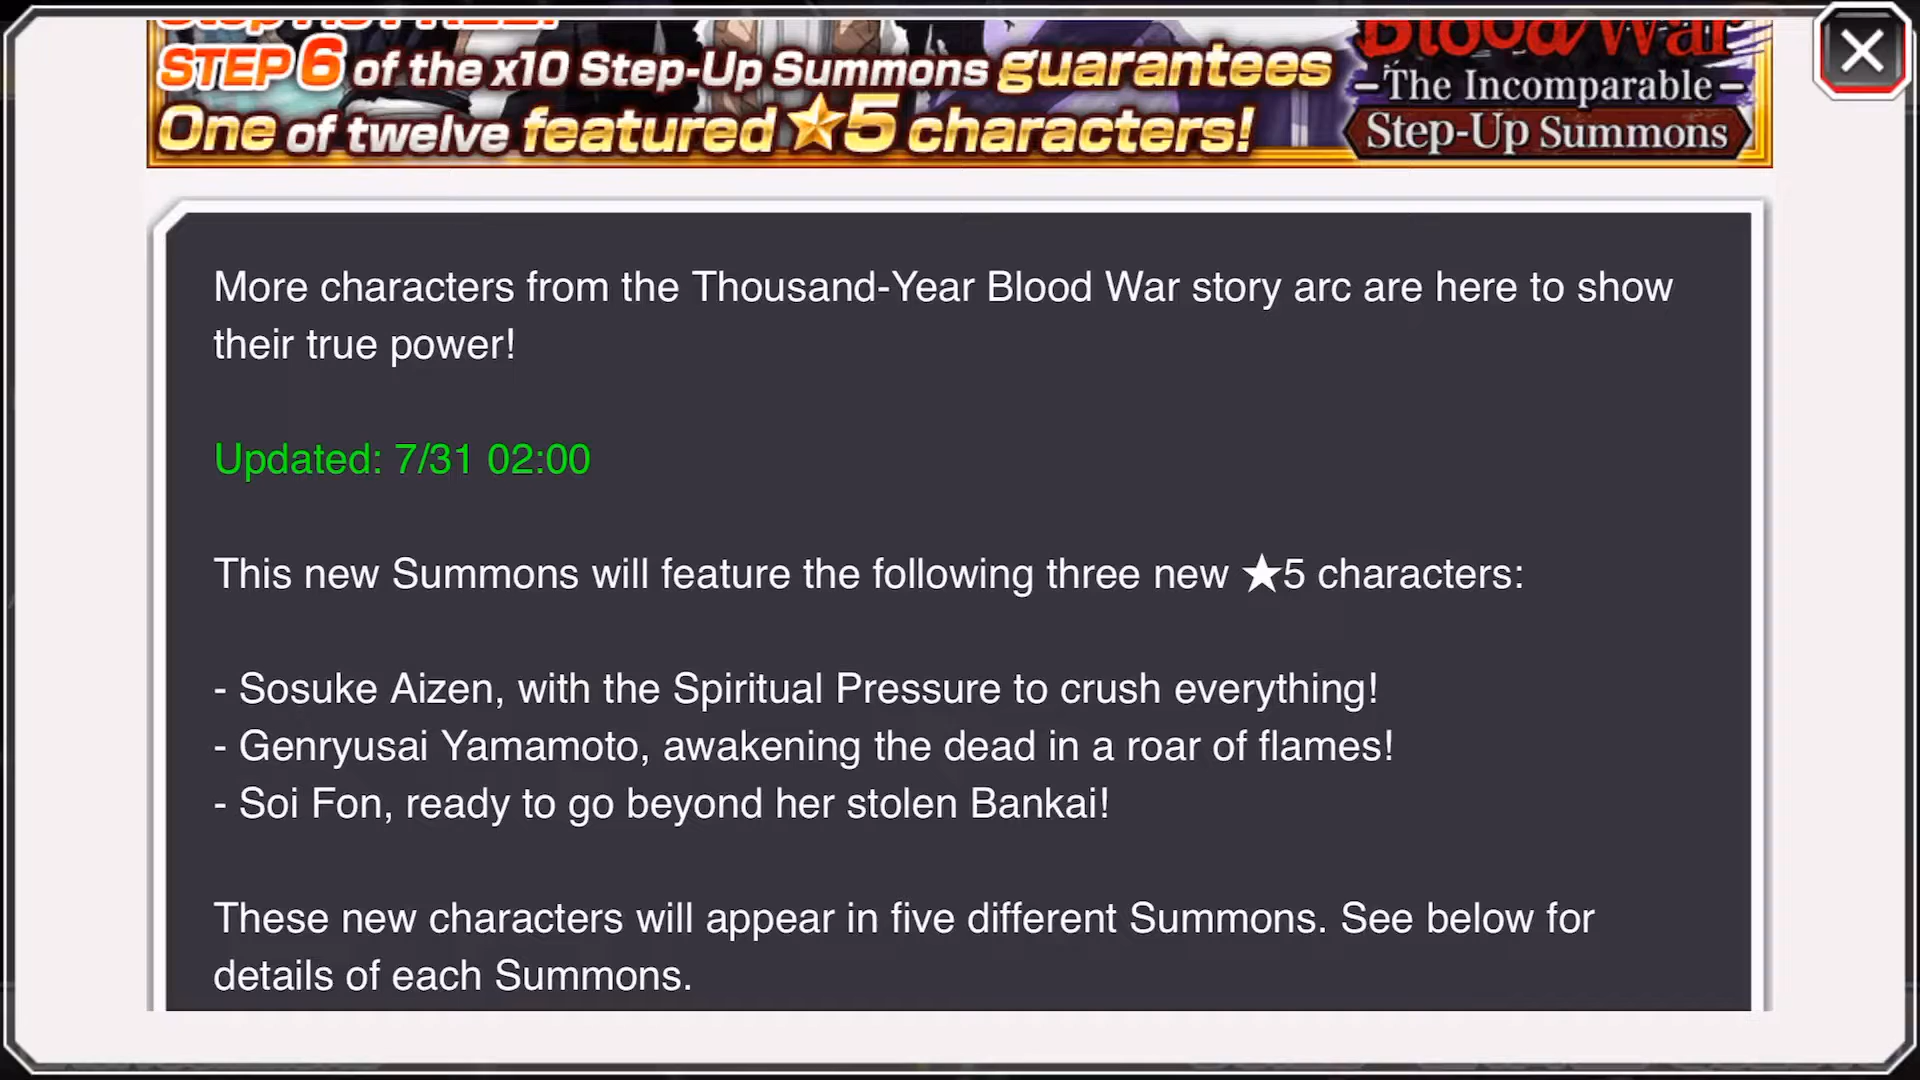 STEP 6 of the x10 Step-Up Summons guarantees
One of twelve featured ★5 characters!
Blood War
-The Incomparable-
Step-Up Summons
More characters from the Thousand-Year Blood War story arc are here to show
their true power!
Updated: 7/31 02:00
This new Summons will feature the following three new ★5 characters:
- Sosuke Aizen, with the Spiritual Pressure to crush everything!
- Genryusai Yamamoto, awakening the dead in a roar of flames!
- Soi Fon, ready to go beyond her stolen Bankai!
These new characters will appear in five different Summons. See below for
details of each Summons.